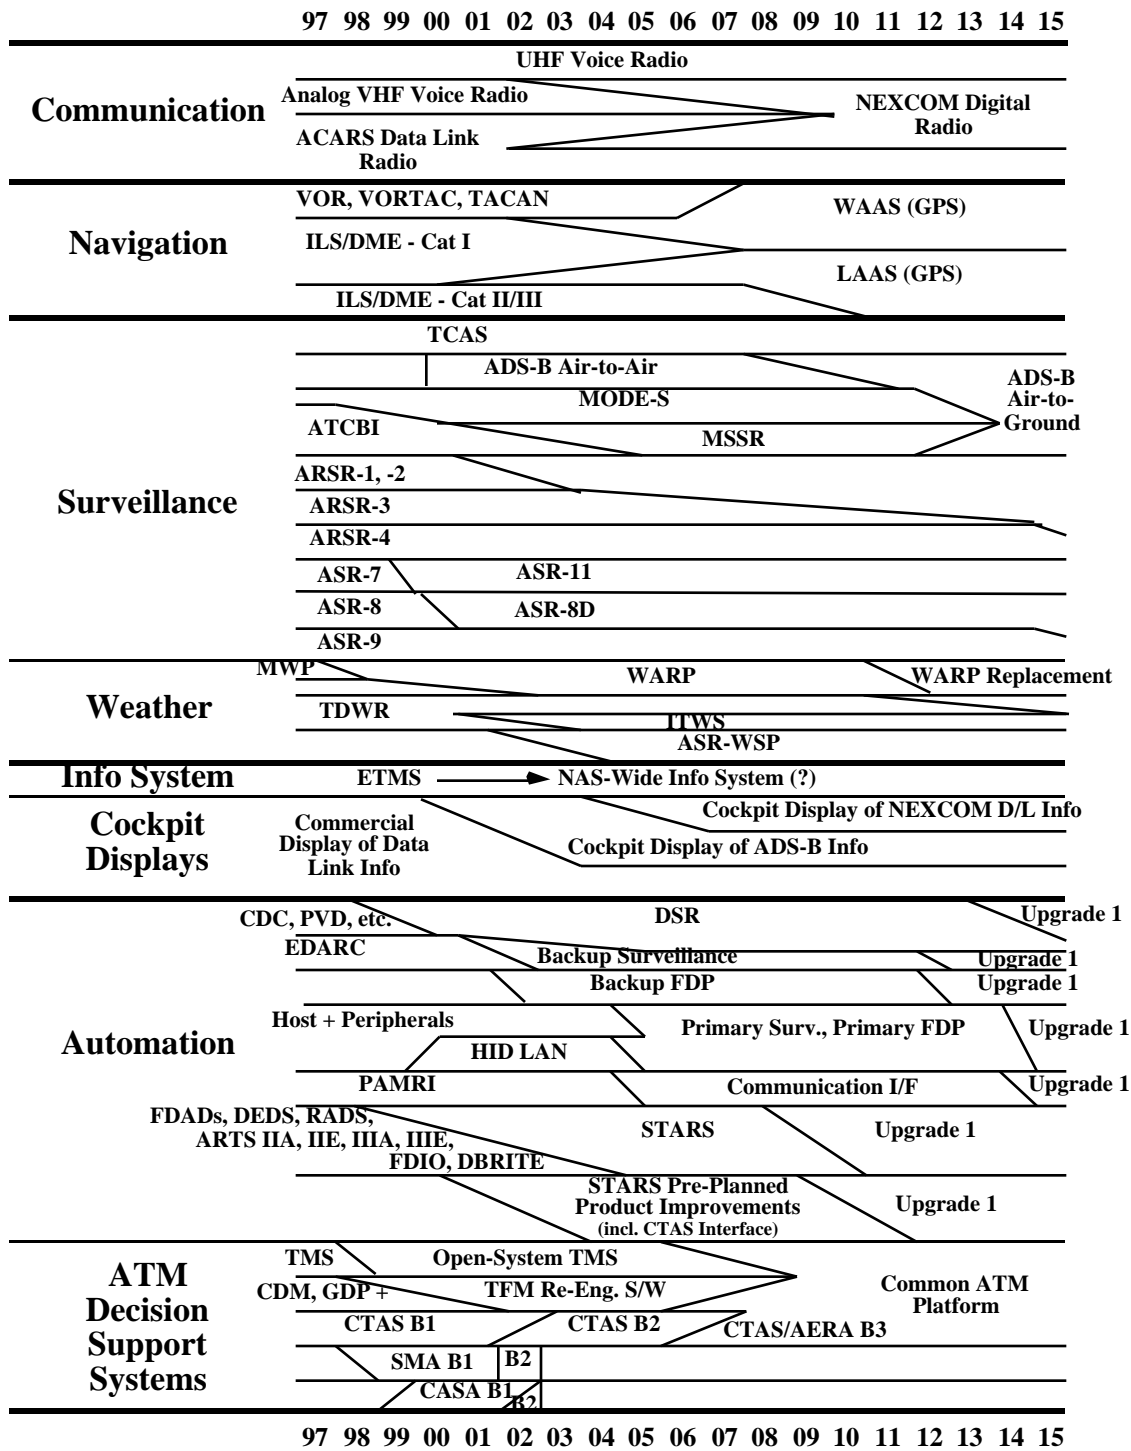 97 98 99 00 01 02 03 04 05 06 07 08 09 10 11 12 13 14 15
Communication
UHF Voice Radio
Analog VHF Voice Radio
ACARS Data Link
Radio
NEXCOM Digital
Radio
Navigation
VOR, VORTAC, TACAN
WAAS (GPS)
ILS/DME - Cat I
LAAS (GPS)
ILS/DME - Cat II/III
Surveillance
TCAS
ADS-B Air-to-Air
ADS-B
Air-to-
Ground
MODE-S
ATCBI
MSSR
ARSR-1, -2
ARSR-3
ARSR-4
ASR-7
ASR-11
ASR-8
ASR-8D
ASR-9
Weather
MWP
WARP
WARP Replacement
TDWR
ITWS
ASR-WSP
Info System
ETMS
NAS-Wide Info System (?)
Cockpit
Displays
Commercial
Display of Data
Link Info
Cockpit Display of NEXCOM D/L Info
Cockpit Display of ADS-B Info
Automation
CDC, PVD, etc.
DSR
Upgrade 1
EDARC
Backup Surveillance
Upgrade 1
Backup FDP
Upgrade 1
Host + Peripherals
Primary Surv., Primary FDP
Upgrade 1
HID LAN
PAMRI
Communication I/F
Upgrade 1
FDADs, DEDS, RADS,
ARTS IIA, IIE, IIIA, IIIE,
FDIO, DBRITE
STARS
Upgrade 1
STARS Pre-Planned
Product Improvements
(incl. CTAS Interface)
Upgrade 1
ATM
Decision
Support
Systems
TMS
Open-System TMS
CDM, GDP +
TFM Re-Eng. S/W
Common ATM
Platform
CTAS B1
CTAS B2
CTAS/AERA B3
SMA B1
B2
CASA B1
B2
97 98 99 00 01 02 03 04 05 06 07 08 09 10 11 12 13 14 15